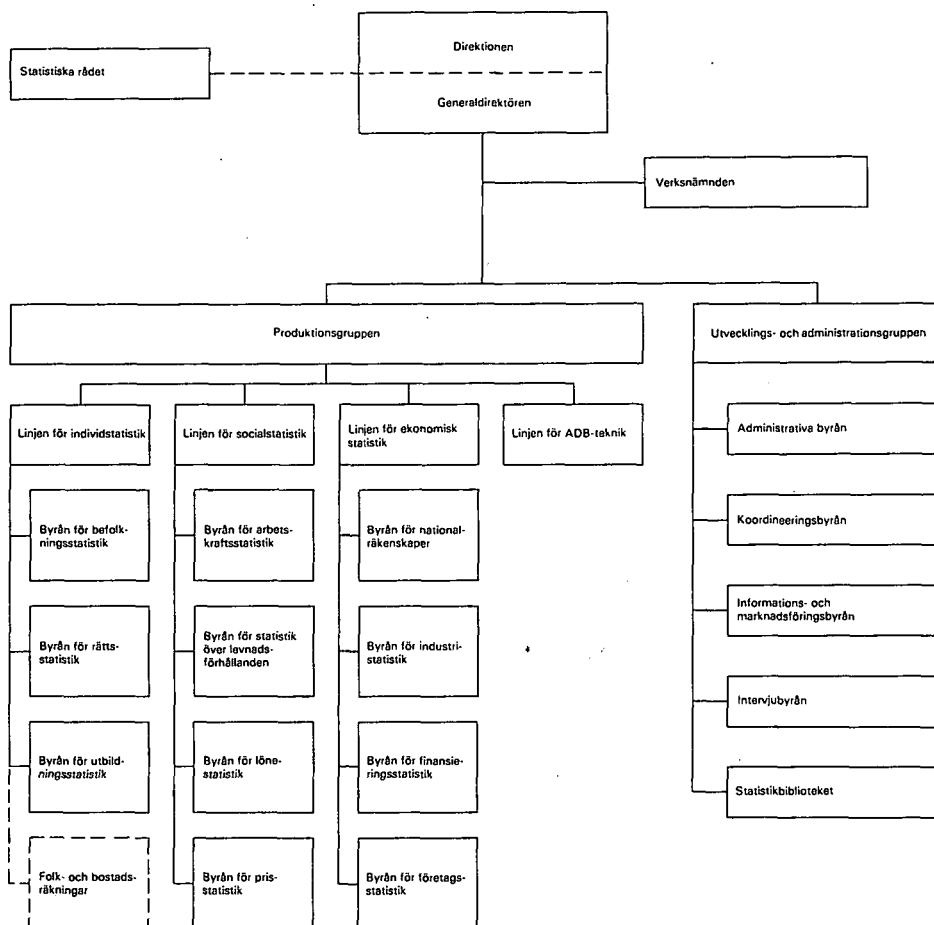 Direktionen
Statistiska rådet
Generaldirektören
Verksnämnden
Produktionsgruppen
Utvecklings- och administrationsgruppen
Linjen för individstatistik
Linjen för socialstatistik
Linjen för ekonomisk
statistik
Linjen för ADB-teknik
Byrån för befolk-
ningsstatistik
Byrån för rätts-
statistik
Byrån för utbild-
ningsstatistik
Folk- och bostads-
räkningar
Byrån för arbets-
kraftsstatistik
Byrån för statistik
över levnads-
förhållanden
Byrån för löne-
statistik
Byrån för pris-
statistik
Byrån för national-
räkenskaper
Byrån för industri-
statistik
Byrån för finansie-
ringsstatistik
Byrån för företags-
statistik
Administrativa byrån
Koordineeringsbyrån
Informations- och
marknadsföringsbyrån
Intervjubyrån
Statistikbiblioteket